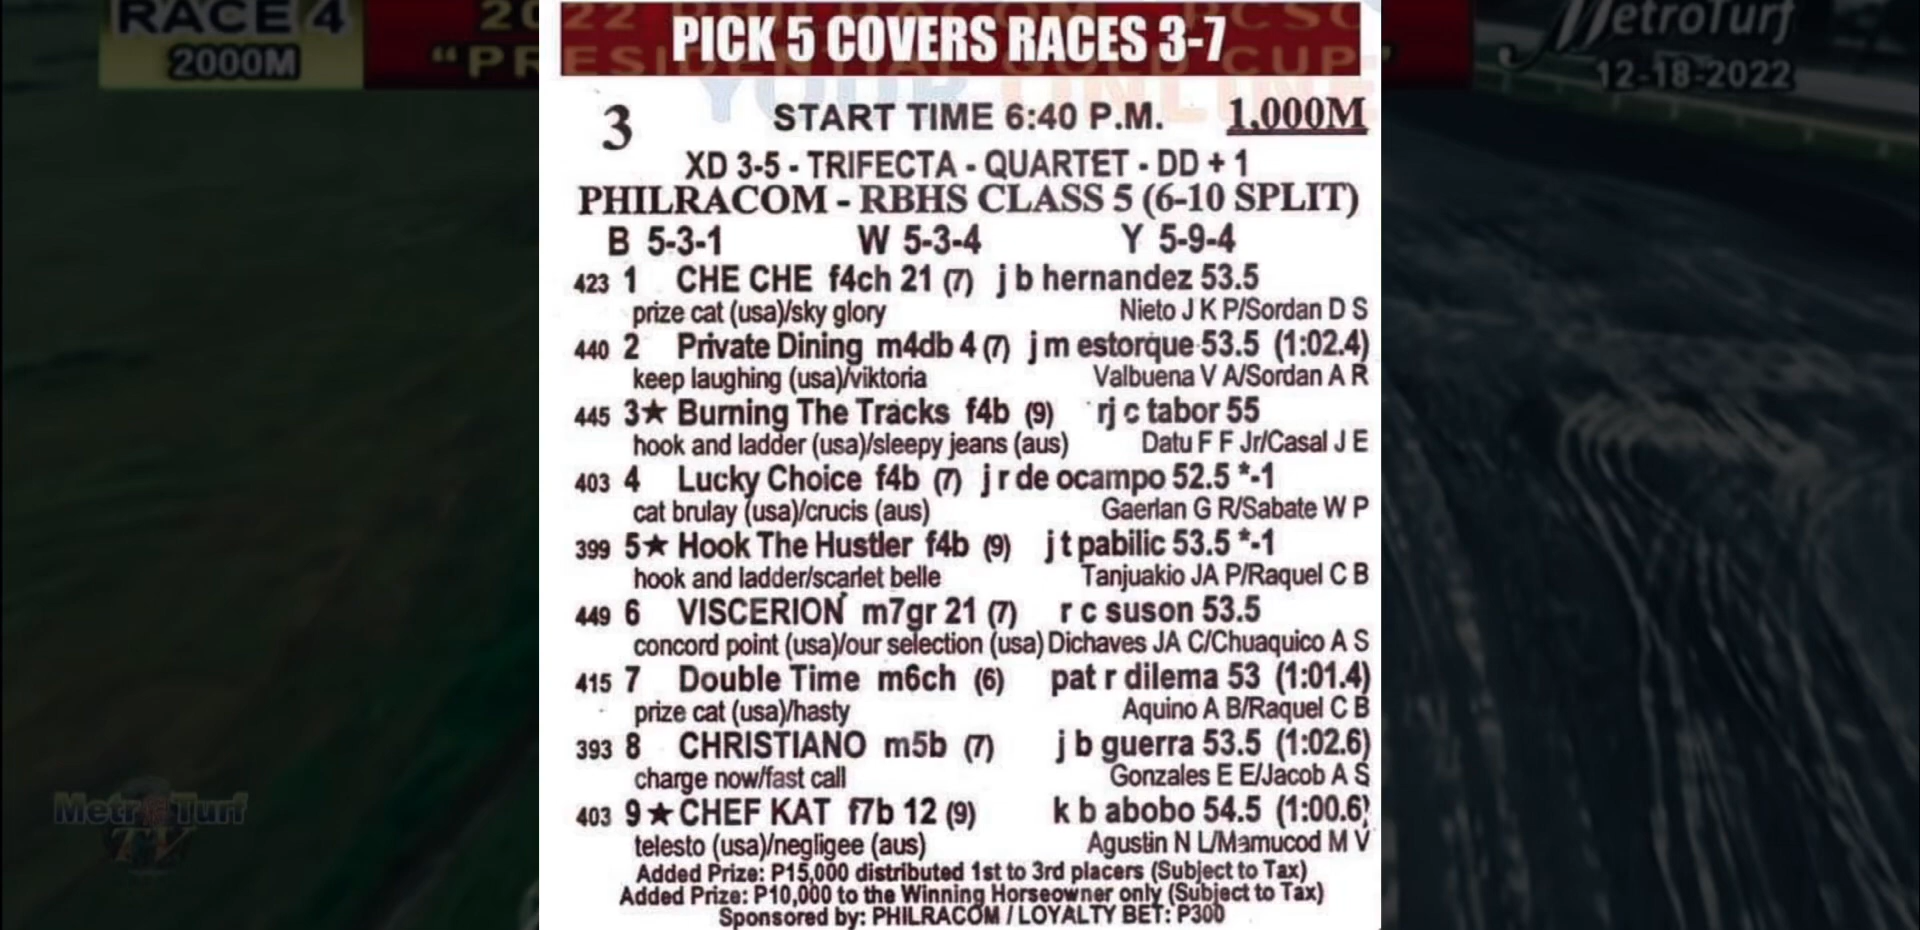 RACE 4
2000M
2022 PHILRACOM - PCSO
"PRESIDENTIAL GOLD CUP"
MetroTurf
12-18-2022
PICK 5 COVERS RACES 3-7
YOUR ONLINE
3 START TIME 6:40 P.M. 1,000M
XD 3-5 - TRIFECTA - QUARTET - DD + 1
PHILRACOM - RBHS CLASS 5 (6-10 SPLIT)
B 5-3-1 W 5-3-4 Y 5-9-4
423 1 CHE CHE f4ch 21 (7) j b hernandez 53.5
prize cat (usa)/sky glory Nieto J K P/Sordan D S
440 2 Private Dining m4db 4 (7) j m estorque 53.5 (1:02.4)
keep laughing (usa)/viktoria Valbuena V A/Sordan A R
445 3★ Burning The Tracks f4b (9) rj c tabor 55
hook and ladder (usa)/sleepy jeans (aus) Datu F F Jr/Casal J E
403 4 Lucky Choice f4b (7) j r de ocampo 52.5 *-1
cat brulay (usa)/crucis (aus) Gaerlan G R/Sabate W P
399 5★ Hook The Hustler f4b (9) j t pabilic 53.5 *-1
hook and ladder/scarlet belle Tanjuakio JA P/Raquel C B
449 6 VISCERION m7gr 21 (7) r c suson 53.5
concord point (usa)/our selection (usa) Dichaves JA C/Chuaquico A S
415 7 Double Time m6ch (6) pat r dilema 53 (1:01.4)
prize cat (usa)/hasty Aquino A B/Raquel C B
393 8 CHRISTIANO m5b (7) j b guerra 53.5 (1:02.6)
charge now/fast call Gonzales E E/Jacob A S
403 9★ CHEF KAT f7b 12 (9) k b abobo 54.5 (1:00.6)
telesto (usa)/negligee (aus) Agustin N L/Mamucod M V
Added Prize: P15,000 distributed 1st to 3rd placers (Subject to Tax)
Added Prize: P10,000 to the Winning Horseowner only (Subject to Tax)
Sponsored by: PHILRACOM / LOYALTY BET: P300
MetroTurf
TV